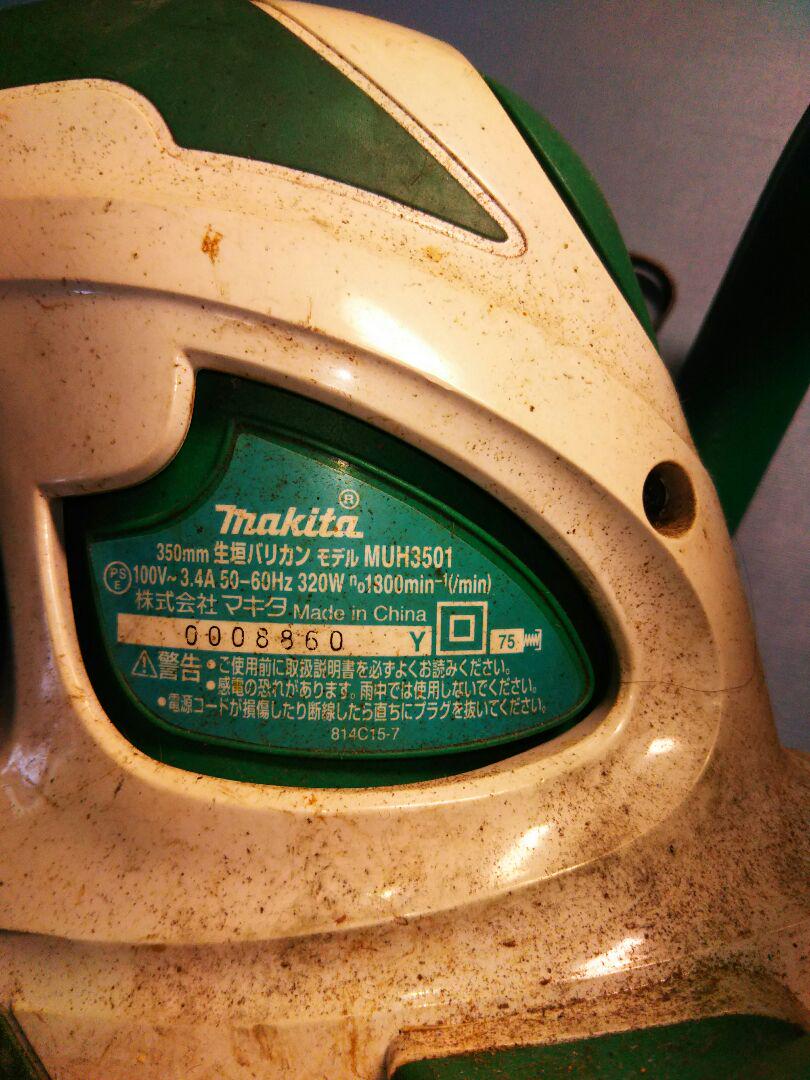 makita®
350mm 生垣バリカン モデル MUH3501
PSE 100V~ 3.4A 50-60Hz 320W n₀1800min⁻¹(/min)
株式会社 マキタ Made in China
0008860 Y 75
⚠警告 •ご使用前に取扱説明書を必ずよくお読みください。
•感電の恐れがあります。雨中では使用しないでください。
•電源コードが損傷したり断線したら直ちにプラグを抜いてください。
814C15-7